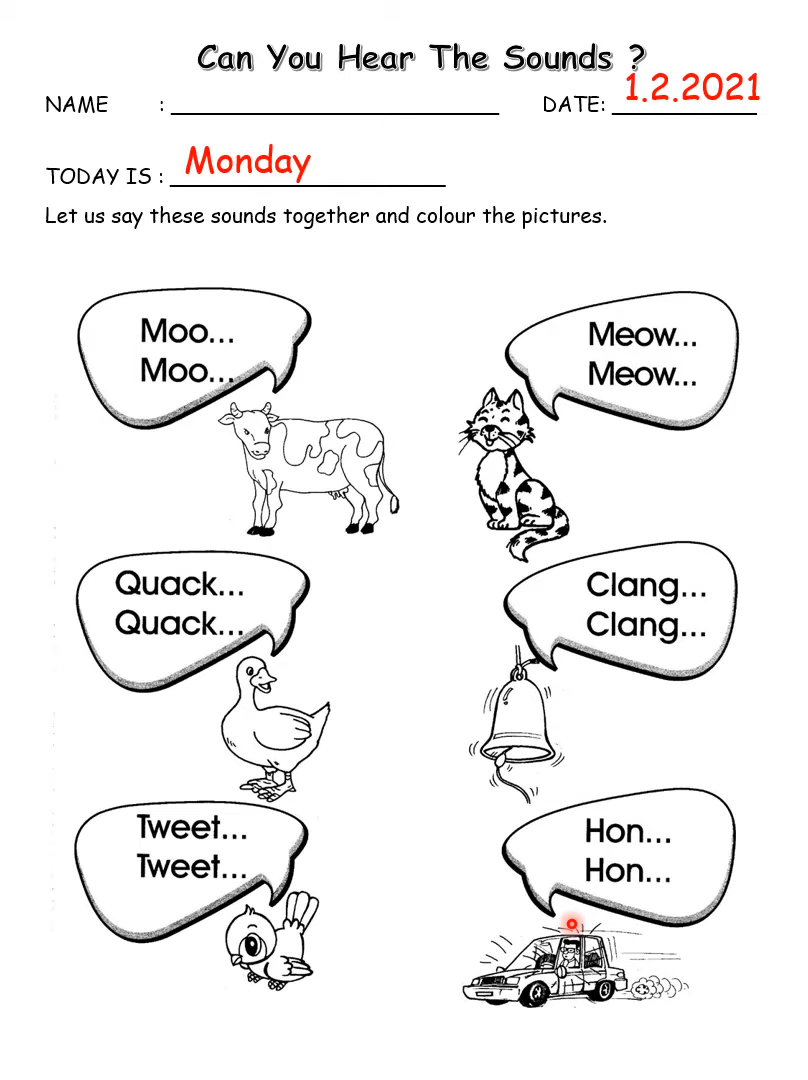 Can You Hear The Sounds ?
NAME : DATE: 1.2.2021
TODAY IS : Monday
Let us say these sounds together and colour the pictures.
Moo...
Moo...
Meow...
Meow...
Quack...
Quack...
Clang...
Clang...
Tweet...
Tweet...
Hon...
Hon...